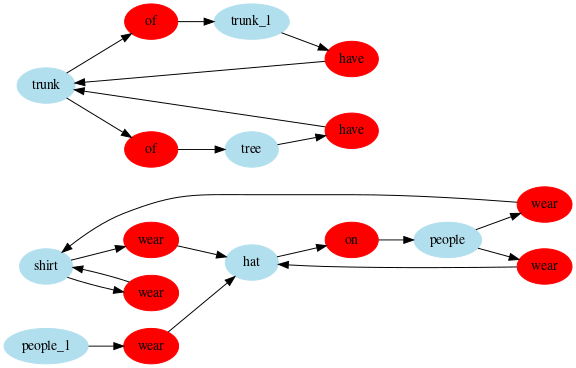 of
trunk_1
have
trunk
have
of
tree
wear
wear
on
people
shirt
hat
wear
wear
people_1
wear